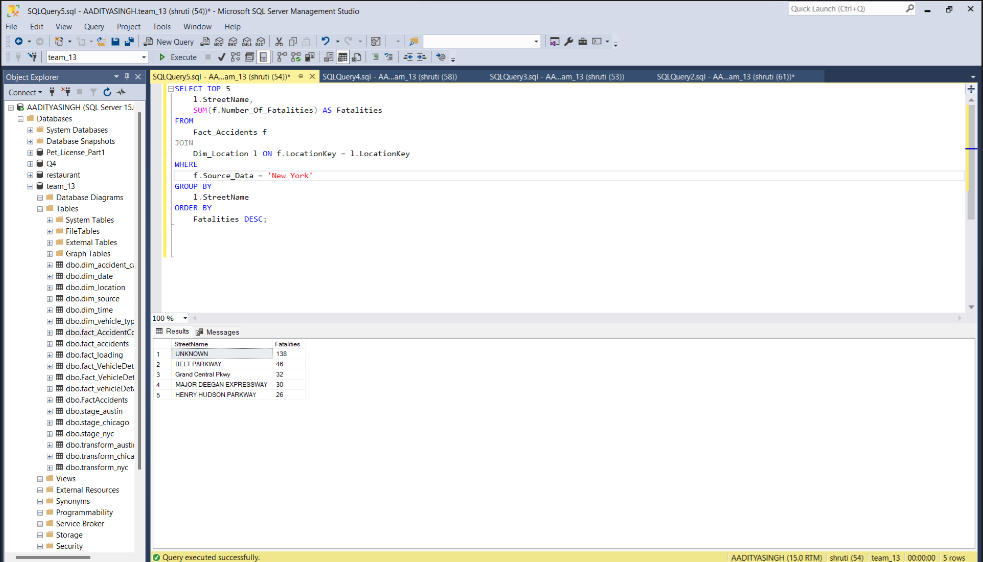 SQLQuery5.sql - AADITYASINGH.team_13 (shruti (54))* - Microsoft SQL Server Management Studio
Quick Launch (Ctrl+Q)
File Edit View Query Project Tools Window Help
New Query
team_13
Execute
Object Explorer
SQLQuery5.sql - AA...am_13 (shruti (54))*
SQLQuery4.sql - AA...am_13 (shruti (58))
SQLQuery3.sql - AA...am_13 (shruti (53))
SQLQuery2.sql - AA...am_13 (shruti (61))*
Connect
AADITYASINGH (SQL Server 15.
Databases
System Databases
Database Snapshots
Pet_License_Part1
Q4
restaurant
team_13
Database Diagrams
Tables
System Tables
FileTables
External Tables
Graph Tables
dbo.dim_accident_ca
dbo.dim_date
dbo.dim_location
dbo.dim_source
dbo.dim_time
dbo.dim_vehicle_typ
dbo.fact_AccidentCo
dbo.fact_accidents
dbo.fact_loading
dbo.fact_VehicleDet
dbo.Fact_VehicleDet
dbo.fact_vehicleDeta
dbo.FactAccidents
dbo.stage_austin
dbo.stage_chicago
dbo.stage_nyc
dbo.transform_austin
dbo.transform_chica
dbo.transform_nyc
Views
External Resources
Synonyms
Programmability
Service Broker
Storage
Security
SELECT TOP 5
l.StreetName,
SUM(f.Number_Of_Fatalities) AS Fatalities
FROM
Fact_Accidents f
JOIN
Dim_Location l ON f.LocationKey = l.LocationKey
WHERE
f.Source_Data = 'New York'
GROUP BY
l.StreetName
ORDER BY
Fatalities DESC;
100 %
Results Messages
StreetName Fatalities
1 UNKNOWN 138
2 BELT PARKWAY 46
3 Grand Central Pkwy 32
4 MAJOR DEEGAN EXPRESSWAY 30
5 HENRY HUDSON PARKWAY 26
Query executed successfully.
AADITYASINGH (15.0 RTM) shruti (54) team_13 00:00:00 5 rows